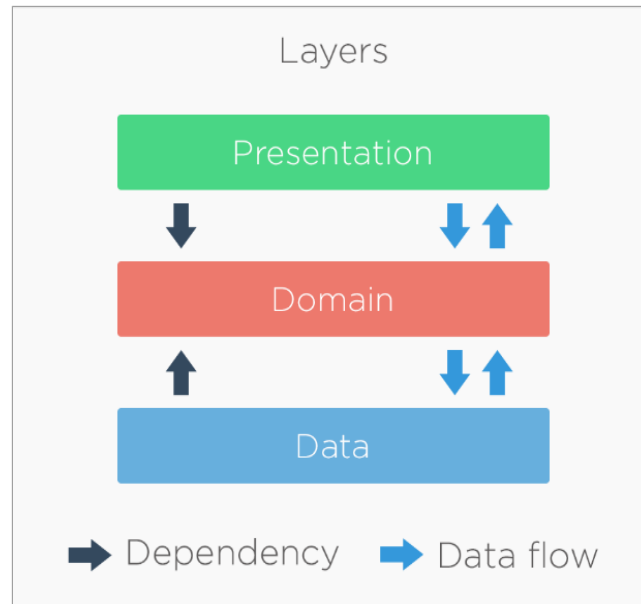 Layers
Presentation
Domain
Data
Dependency Data flow